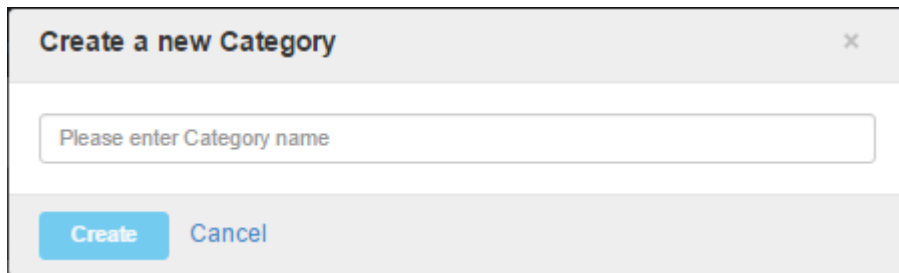 Create a new Category ×
Please enter Category name
Create Cancel